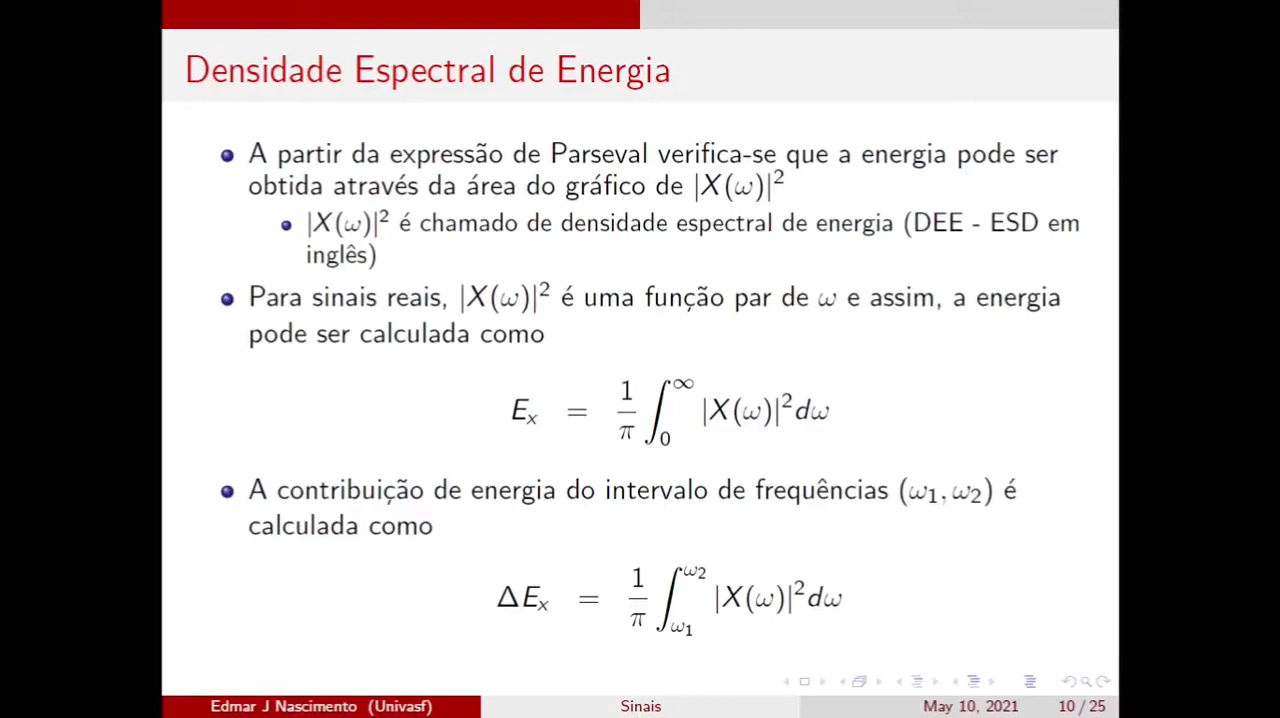 Densidade Espectral de Energia
A partir da expressão de Parseval verifica-se que a energia pode ser
obtida através da área do gráfico de |X(ω)|²
|X(ω)|² é chamado de densidade espectral de energia (DEE - ESD em
inglês)
Para sinais reais, |X(ω)|² é uma função par de ω e assim, a energia
pode ser calculada como
Eₓ = 1/π ∫₀^∞ |X(ω)|²dω
A contribuição de energia do intervalo de frequências (ω₁, ω₂) é
calculada como
ΔEₓ = 1/π ∫_ω₁^ω₂ |X(ω)|²dω
Edmar J Nascimento (Univasf) Sinais May 10, 2021 10 / 25